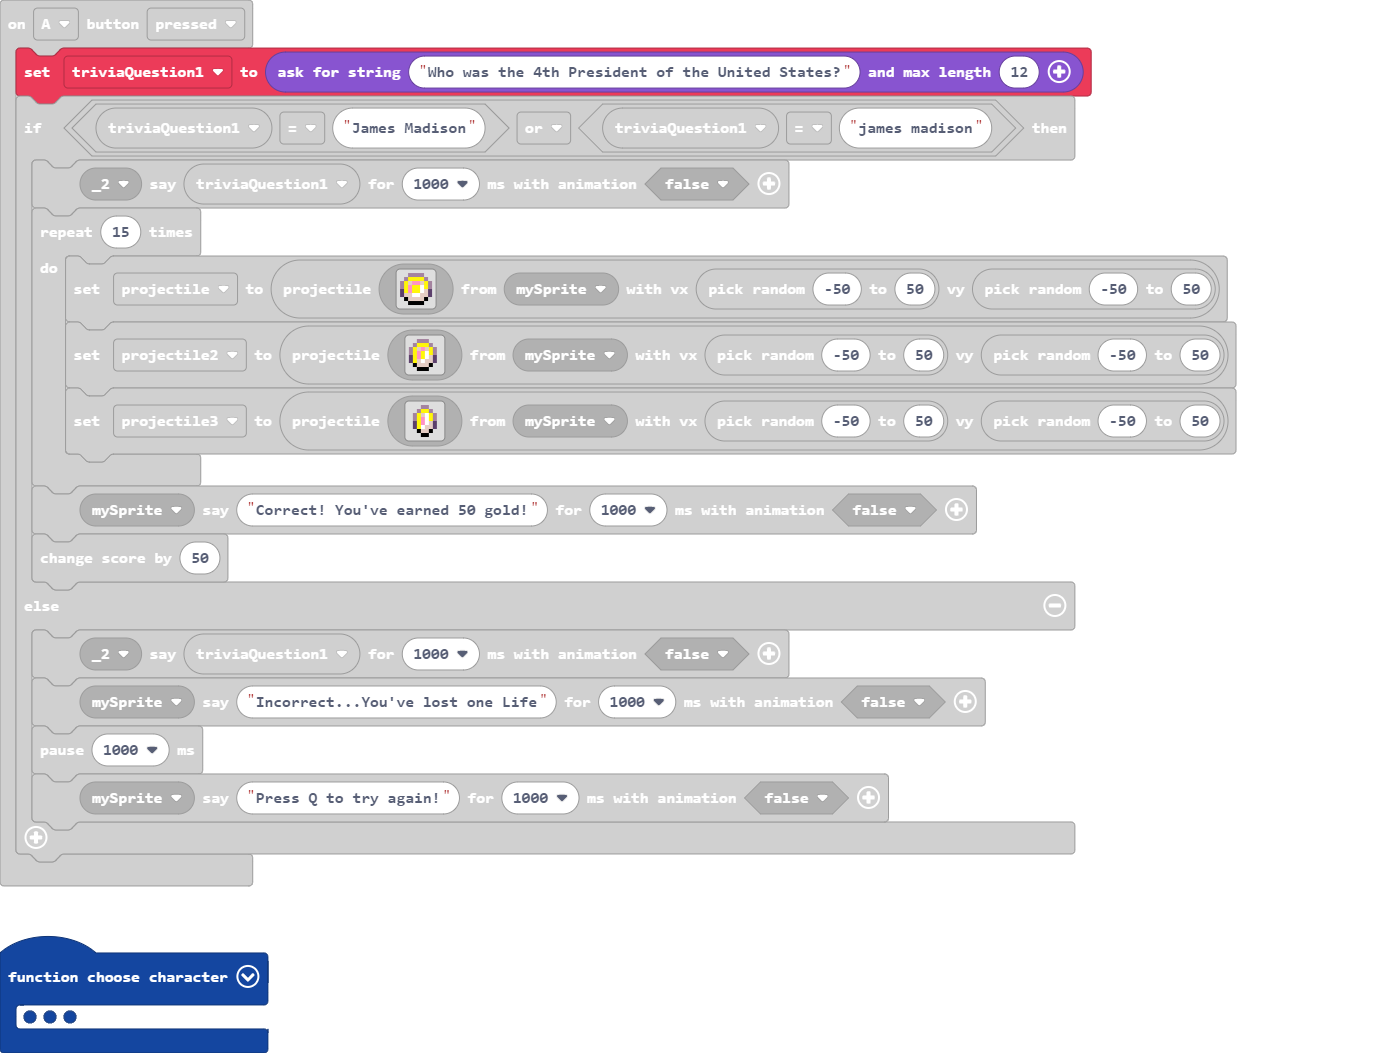 on A button pressed
set triviaQuestion1 to ask for string "Who was the 4th President of the United States?" and max length 12
if triviaQuestion1 = "James Madison" or triviaQuestion1 = "james madison" then
_2 say triviaQuestion1 for 1000 ms with animation false
repeat 15 times
do
set projectile to projectile from mySprite with vx pick random -50 to 50 vy pick random -50 to 50
set projectile2 to projectile from mySprite with vx pick random -50 to 50 vy pick random -50 to 50
set projectile3 to projectile from mySprite with vx pick random -50 to 50 vy pick random -50 to 50
mySprite say "Correct! You've earned 50 gold!" for 1000 ms with animation false
change score by 50
else
_2 say triviaQuestion1 for 1000 ms with animation false
mySprite say "Incorrect...You've lost one Life" for 1000 ms with animation false
pause 1000 ms
mySprite say "Press Q to try again!" for 1000 ms with animation false
function choose character